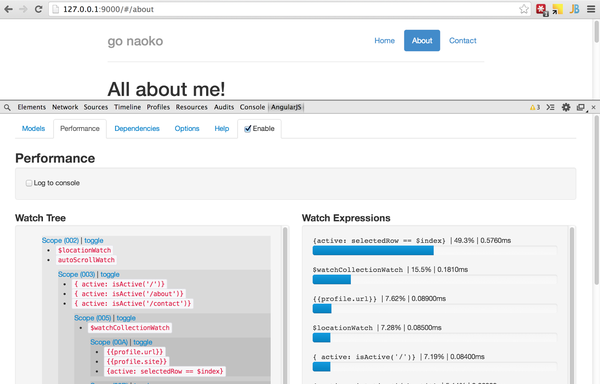 127.0.0.1:9000/#/about
go naoko
Home About Contact
All about me!
Elements Network Sources Timeline Profiles Resources Audits Console AngularJS 3
Models Performance Dependencies Options Help Enable
Performance
Log to console
Watch Tree
Scope (002) | toggle
$locationWatch
autoScrollWatch
Scope (003) | toggle
{ active: isActive('/')}
{ active: isActive('/about')}
{ active: isActive('/contact')}
Scope (005) | toggle
$watchCollectionWatch
Scope (00A) | toggle
{{profile.url}}
{{profile.site}}
{active: selectedRow == $index}
Watch Expressions
{active: selectedRow == $index} | 49.3% | 0.5760ms
$watchCollectionWatch | 15.5% | 0.1810ms
{{profile.url}} | 7.62% | 0.08900ms
$locationWatch | 7.28% | 0.08500ms
{ active: isActive('/')} | 7.19% | 0.08400ms